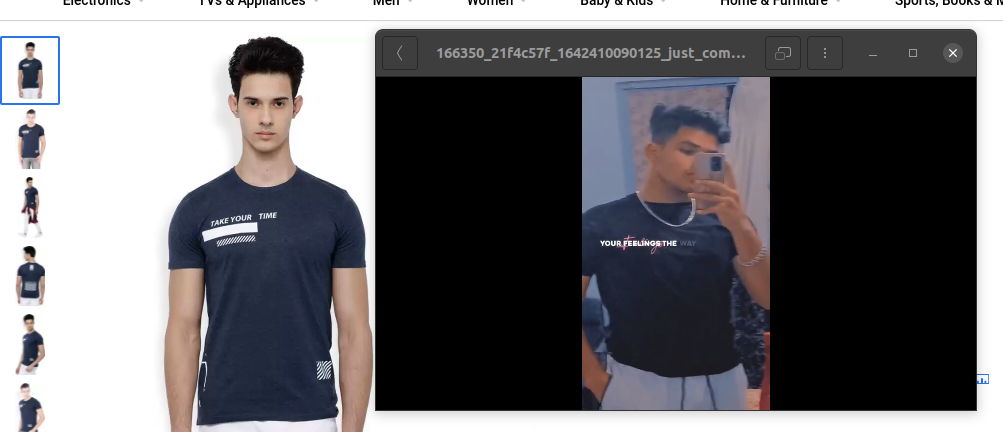 Electronics TVs & Appliances Men Women Baby & Kids Home & Furniture Sports, Books & M
166350_21f4c57f_1642410090125_just_com...
TAKE YOUR TIME
YOUR FEELINGS THE WAY